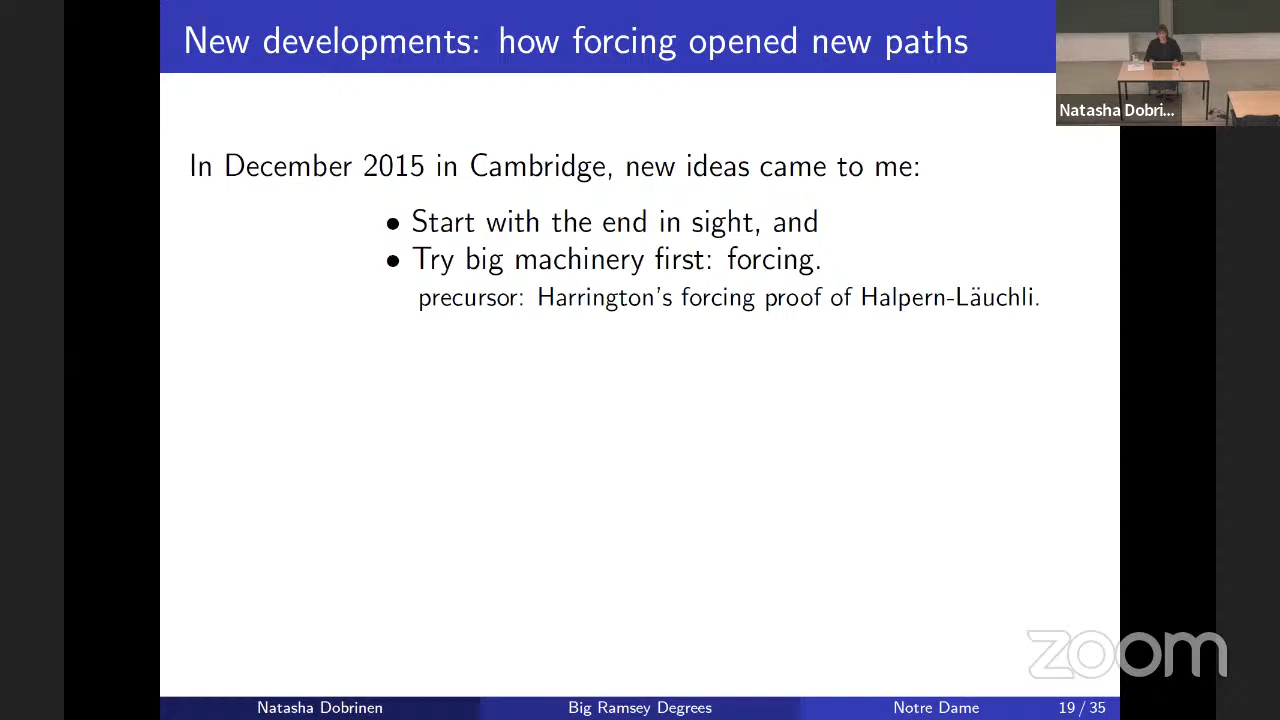 New developments: how forcing opened new paths
Natasha Dobri...
In December 2015 in Cambridge, new ideas came to me:
• Start with the end in sight, and
• Try big machinery first: forcing.
precursor: Harrington's forcing proof of Halpern-Läuchli.
zoom
Natasha Dobrinen Big Ramsey Degrees Notre Dame 19 / 35